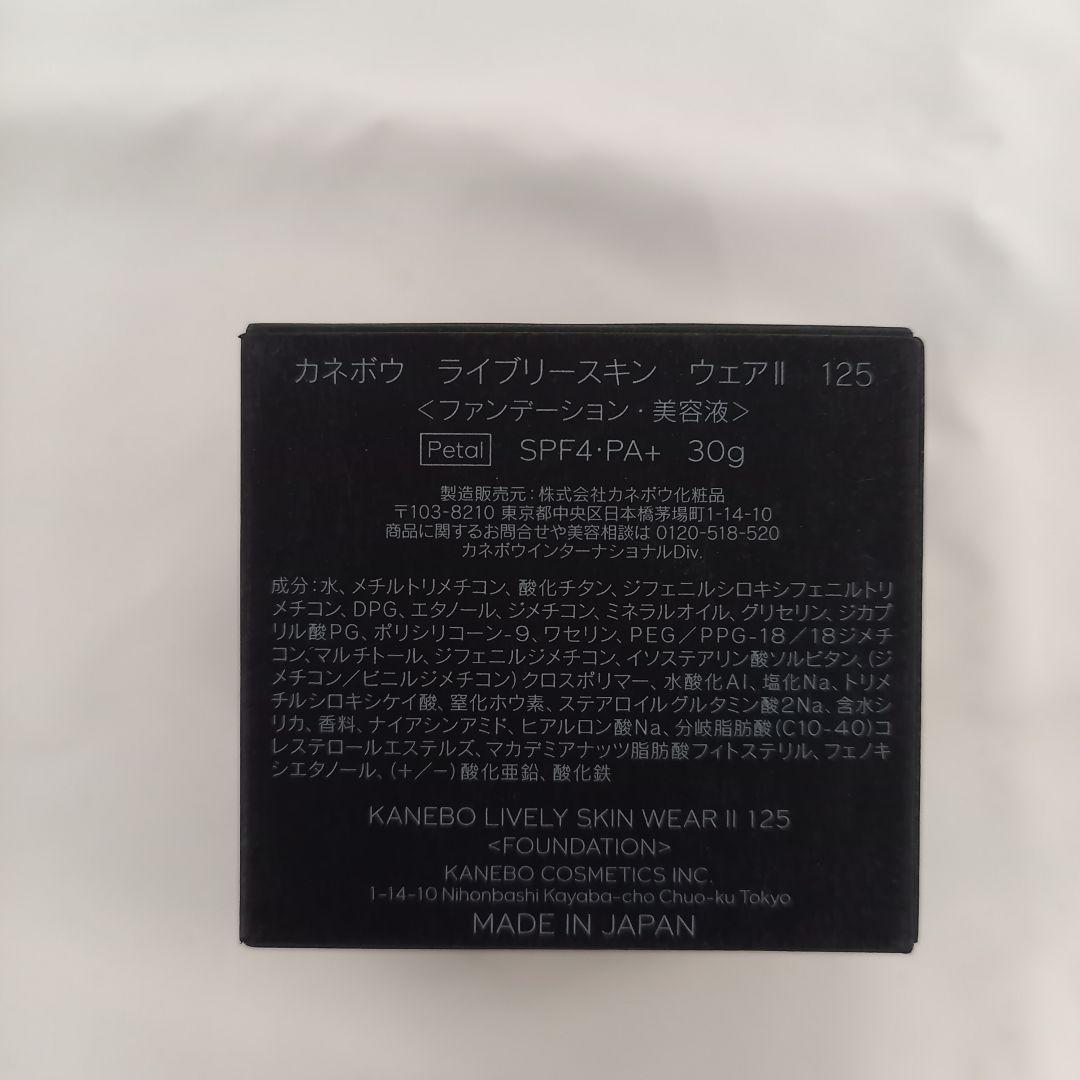 カネボウ ライブリースキン ウェアⅡ 125
<ファンデーション・美容液>
Petal SPF4・PA+ 30g
製造販売元:株式会社カネボウ化粧品
〒103-8210 東京都中央区日本橋茅場町1-14-10
商品に関するお問合せや美容相談は 0120-518-520
カネボウインターナショナルDiv.
成分:水、メチルトリメチコン、酸化チタン、ジフェニルシロキシフェニルトリ
メチコン、DPG、エタノール、ジメチコン、ミネラルオイル、グリセリン、ジカプ
リル酸PG、ポリシリコーン-9、ワセリン、PEG/PPG-18/18ジメチ
コン、マルチトール、ジフェニルジメチコン、イソステアリン酸ソルビタン、(ジ
メチコン/ビニルジメチコン)クロスポリマー、水酸化Al、塩化Na、トリメ
チルシロキシケイ酸、窒化ホウ素、ステアロイルグルタミン酸2Na、含水シ
リカ、香料、ナイアシンアミド、ヒアルロン酸Na、分岐脂肪酸(C10-40)コ
レステロールエステルズ、マカデミアナッツ脂肪酸フィトステリル、フェノキ
シエタノール、(+/-)酸化亜鉛、酸化鉄
KANEBO LIVELY SKIN WEAR II 125
<FOUNDATION>
KANEBO COSMETICS INC.
1-14-10 Nihonbashi Kayaba-cho Chuo-ku Tokyo
MADE IN JAPAN